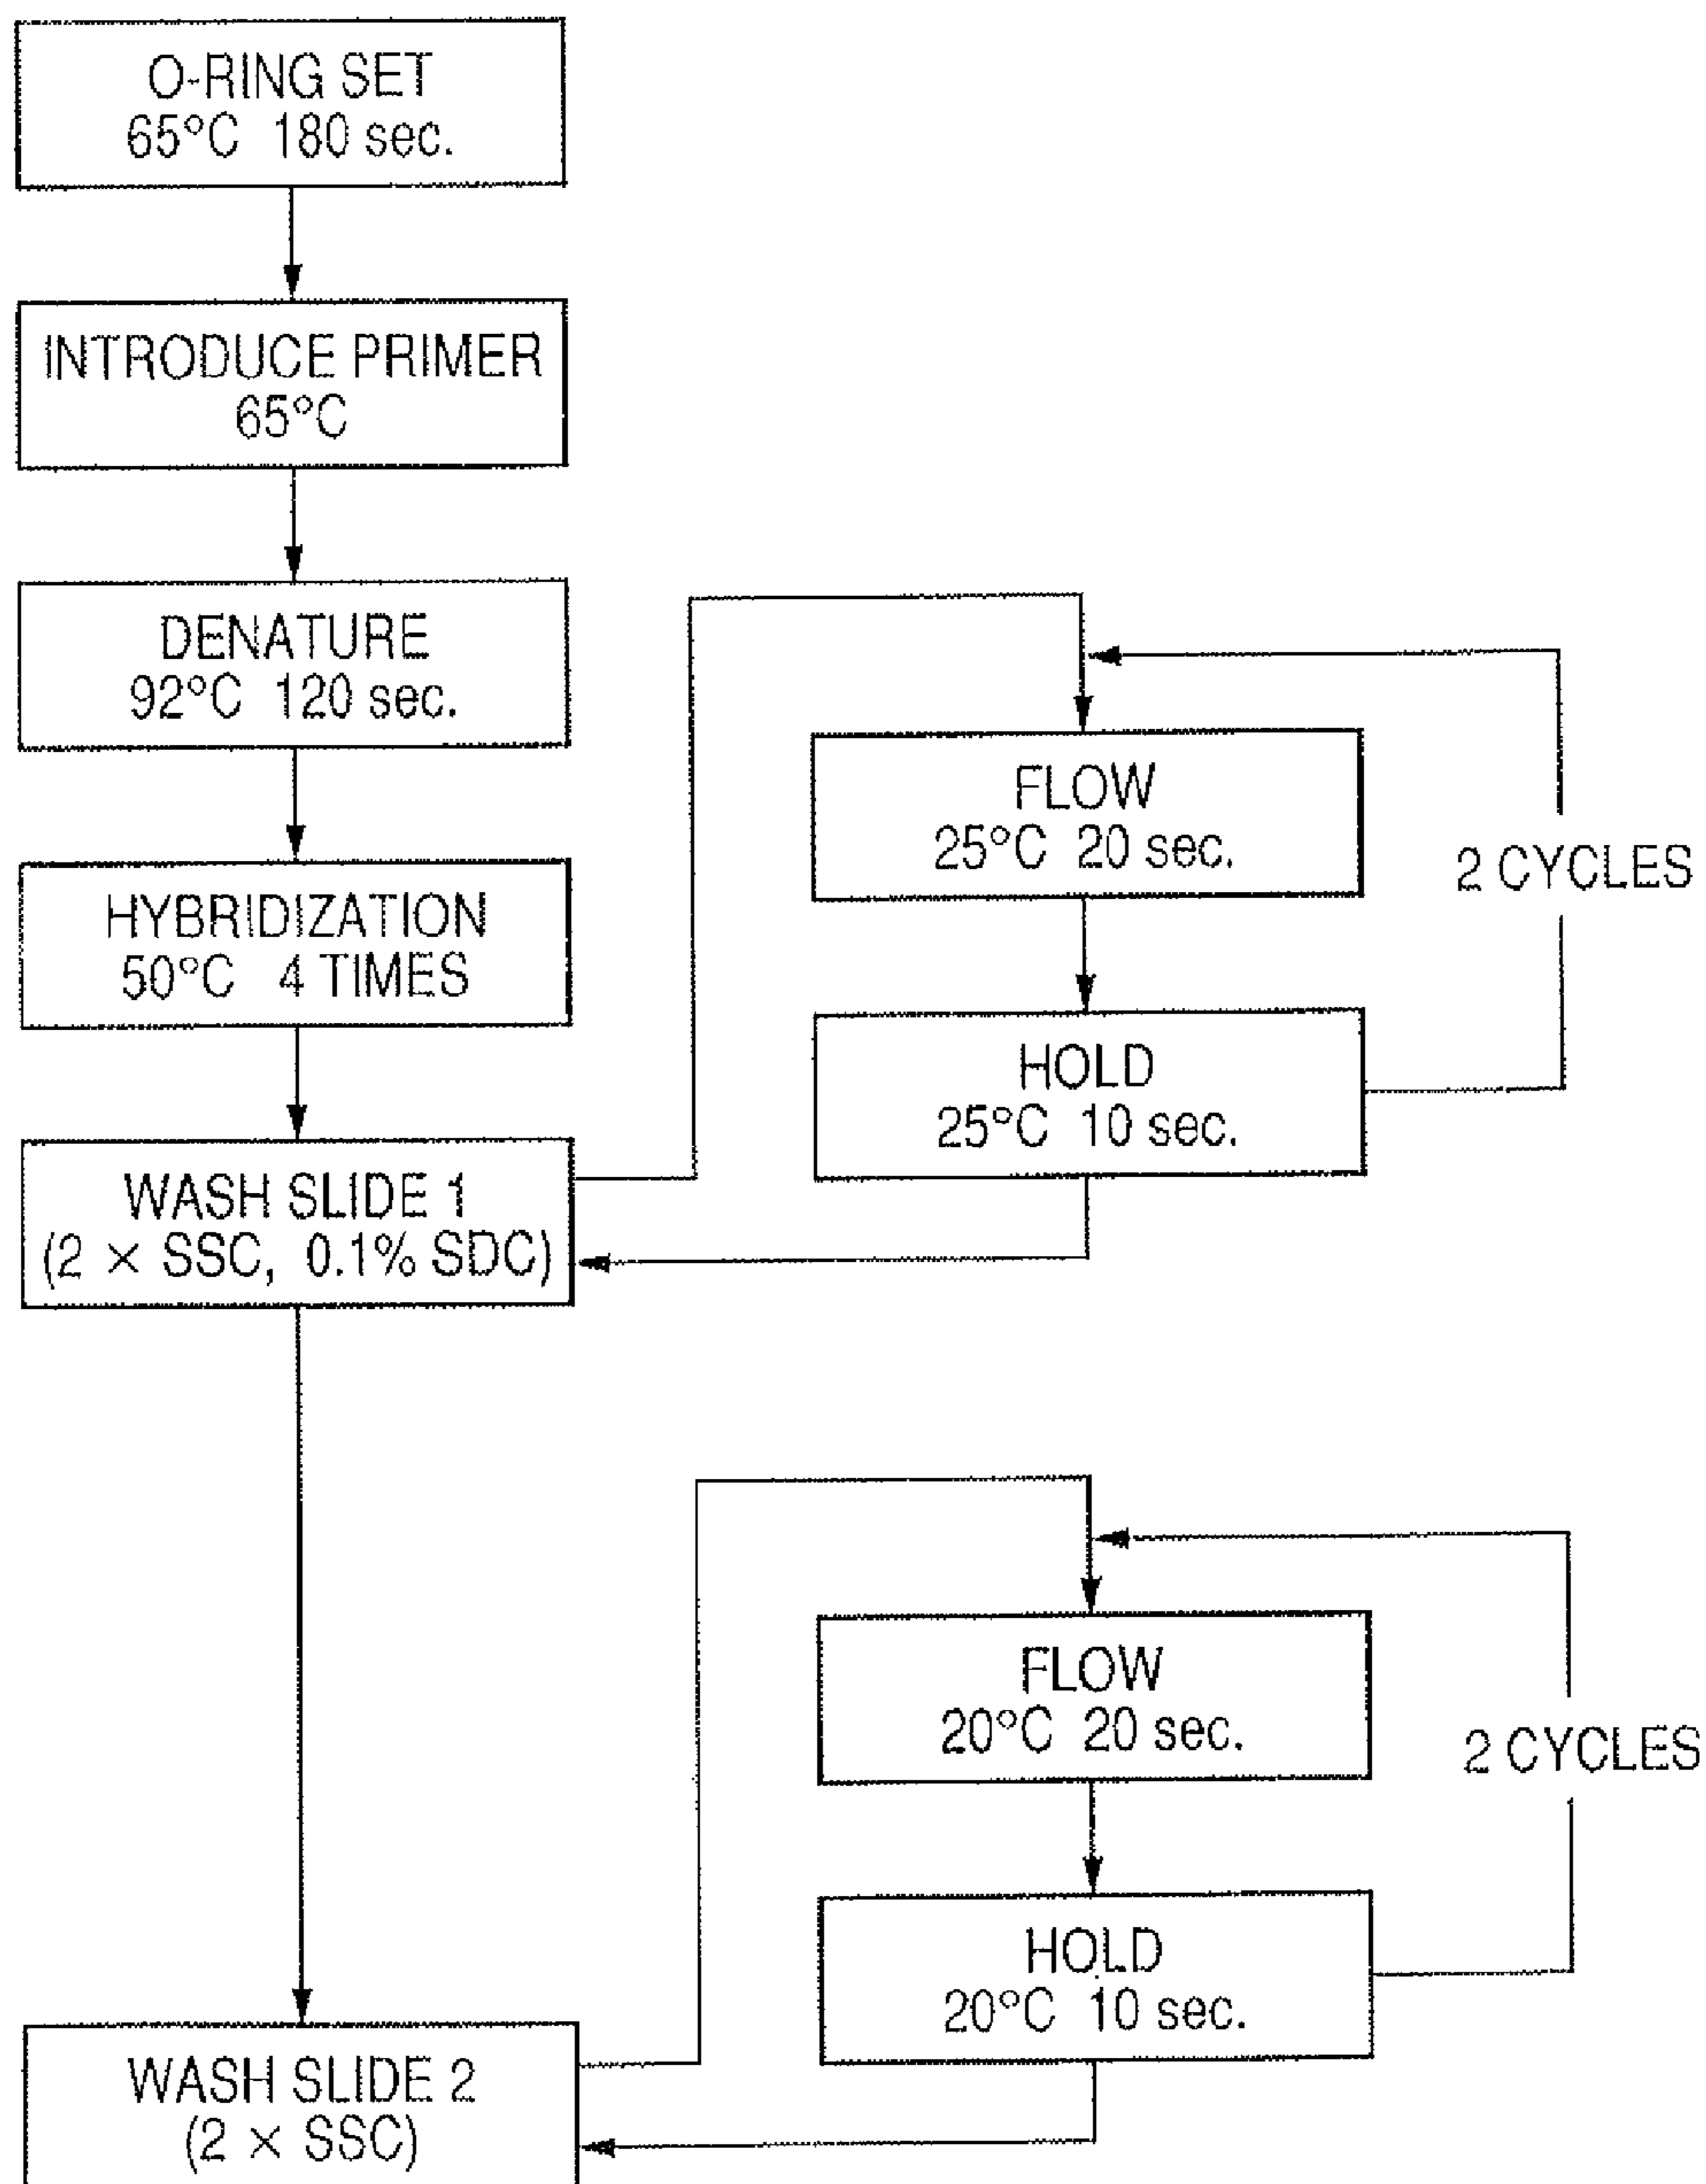 O-RING SET
65°C 180 sec.
INTRODUCE PRIMER
65°C
DENATURE
92°C 120 sec.
HYBRIDIZATION
50°C 4 TIMES
WASH SLIDE 1
(2 × SSC, 0.1% SDC)
FLOW
25°C 20 sec.
HOLD
25°C 10 sec.
2 CYCLES
WASH SLIDE 2
(2 × SSC)
FLOW
20°C 20 sec.
HOLD
20°C 10 sec.
2 CYCLES